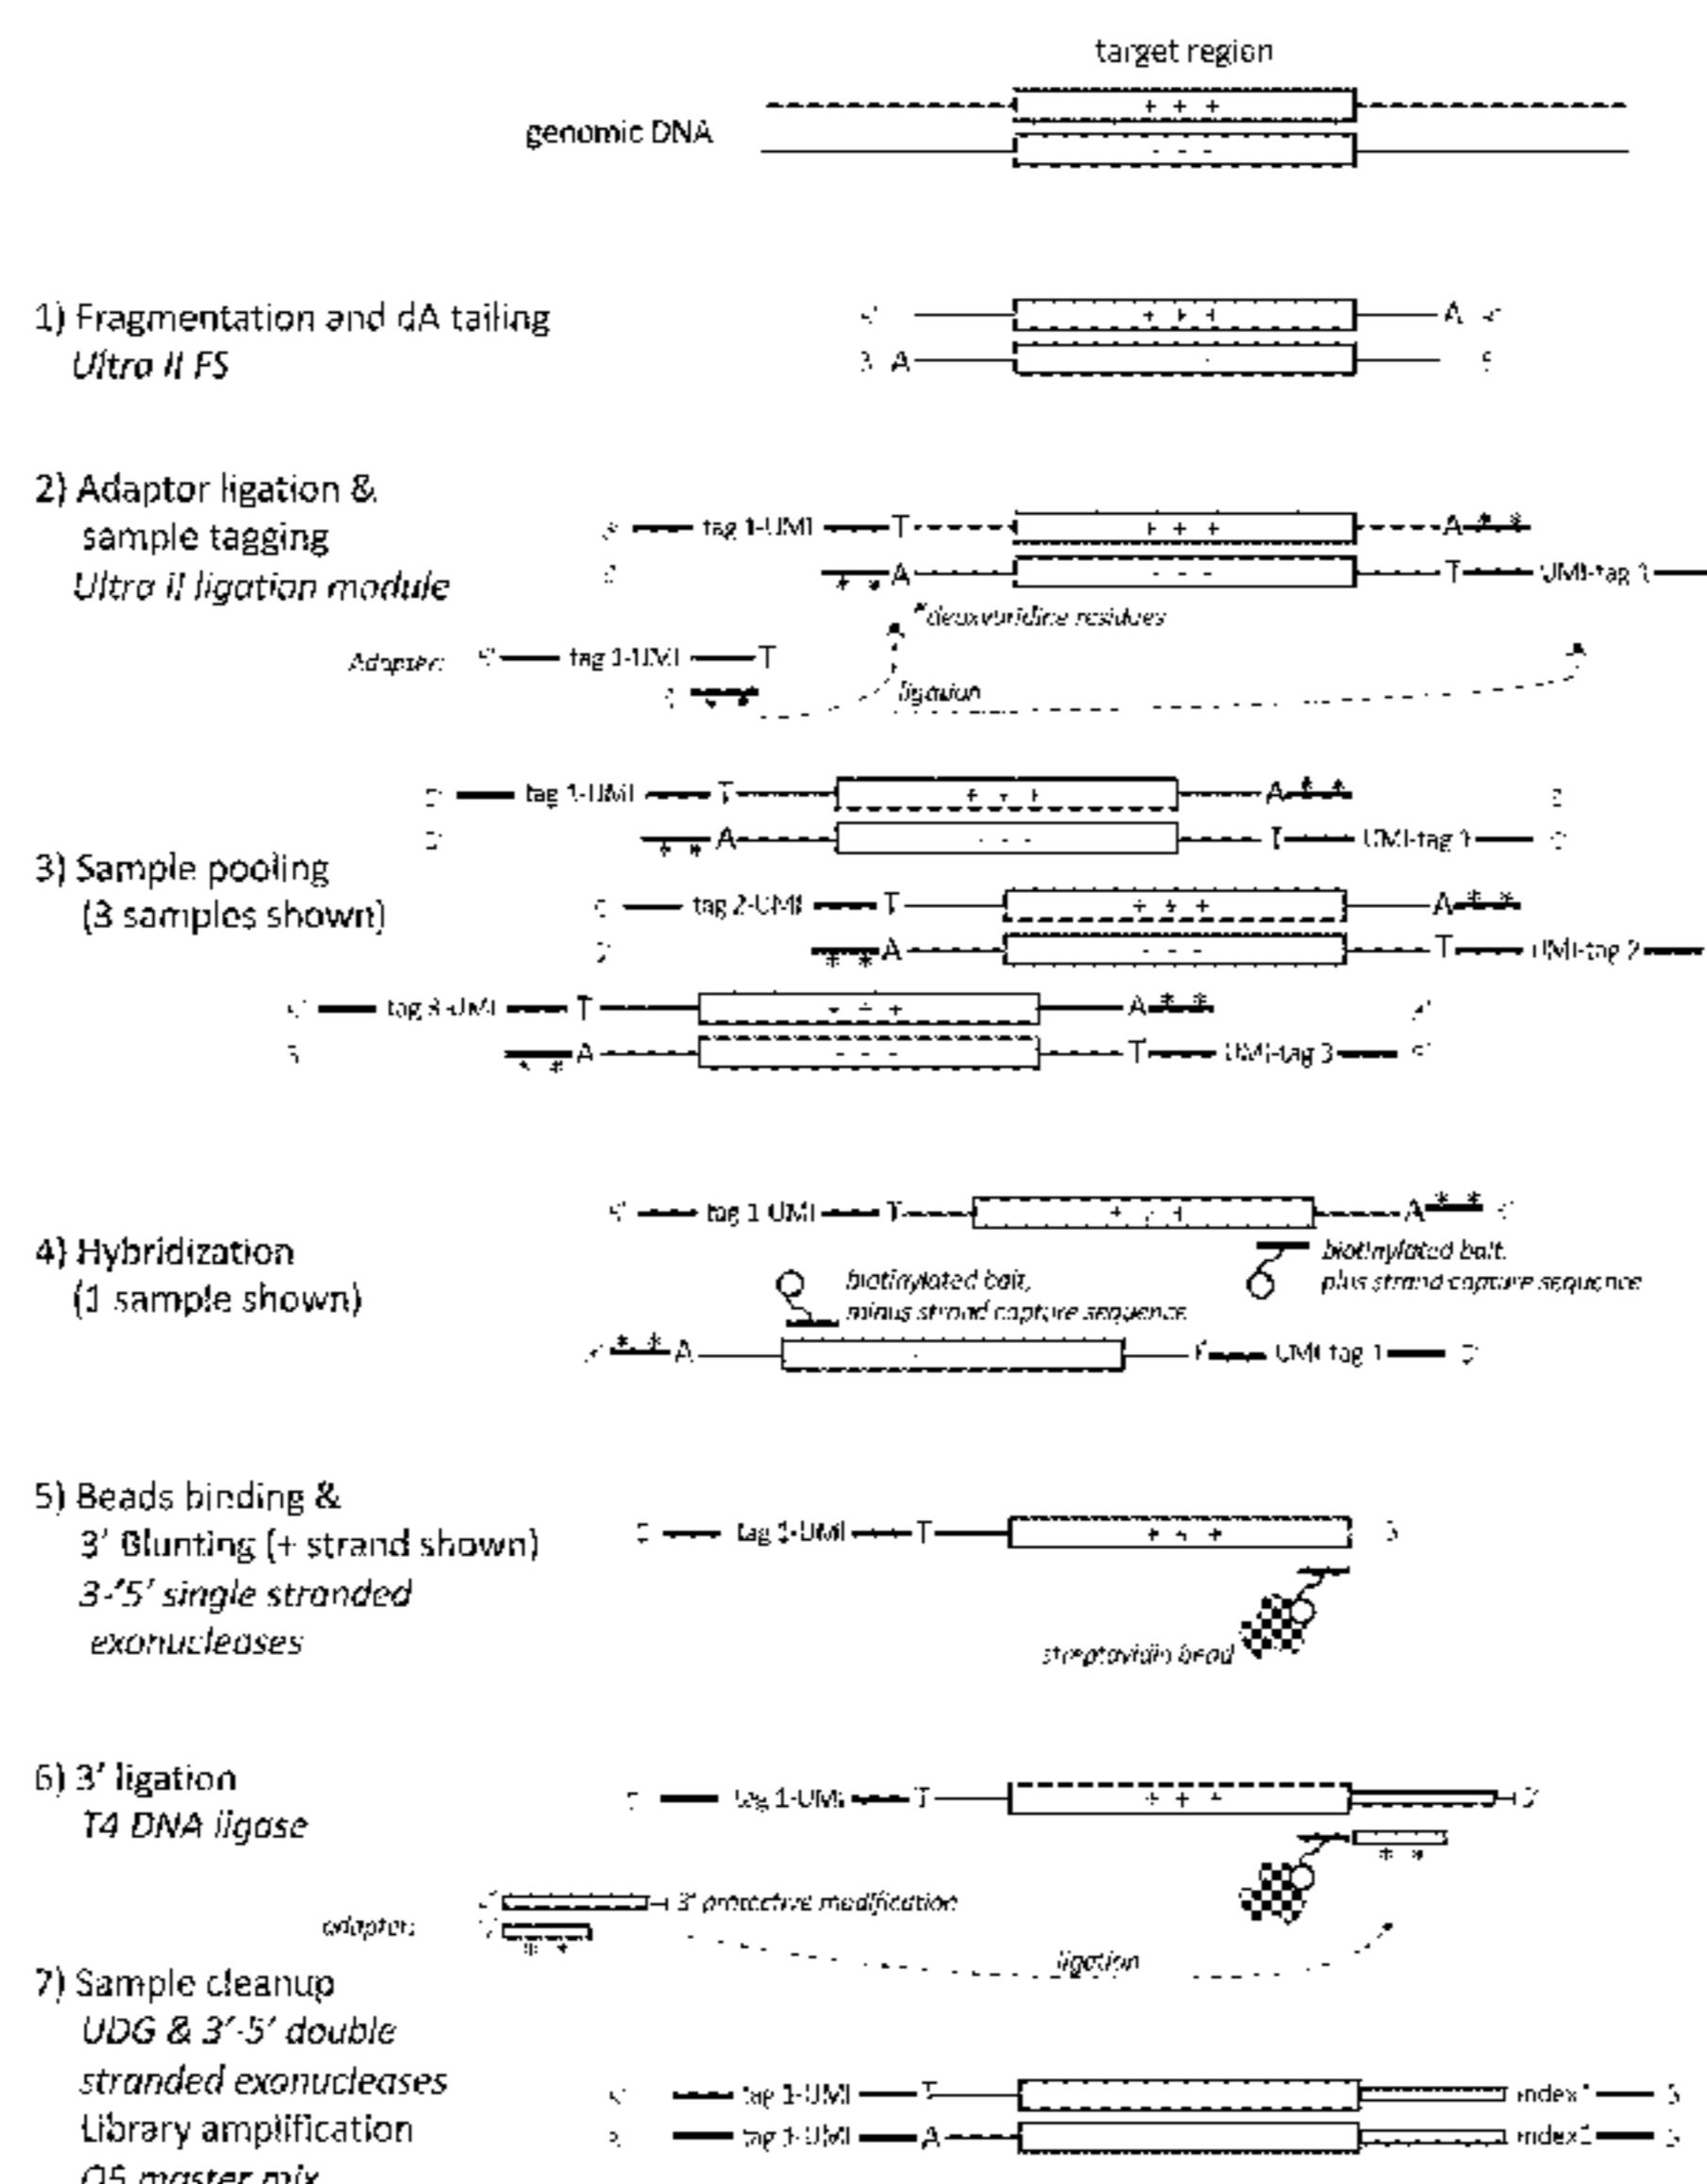 target region
+ + +
genomic DNA
- - -
1) Fragmentation and dA tailing
A
Ultra II FS
3 A
2) Adaptor ligation &
sample tagging
tag 1-UMI T + + + A * *
Ultra II ligation module
* * A - - - T UMI-tag 1
*deoxyuridine residues
Adapter: tag 1-UMI T
ligation
tag 1-UMI T + + + A * *
* * A - - - T UMI-tag 1
3) Sample pooling
(3 samples shown)
tag 2-UMI T + + + A * *
* * A - - - T UMI-tag 2
tag 3-UMI T + + + A * *
* * A - - - T UMI-tag 3
tag 1 UMI T + + + A * *
4) Hybridization
(1 sample shown)
biotinylated bait,
plus strand capture sequence
biotinylated bait,
minus strand capture sequence
* * A UMI tag 1
5) Beads binding &
3' Blunting (+ strand shown)
tag 1-UMI T + + +
3-'5' single stranded
exonucleases
streptavidin bead
6) 3' ligation
tag 1-UMI T + + +
T4 DNA ligase
* *
3' protective modification
adapter:
* *
ligation
7) Sample cleanup
UDG & 3'-5' double
stranded exonucleases
tag 1-UMI T index1
Library amplification
tag 1-UMI A index1
Q5 master mix